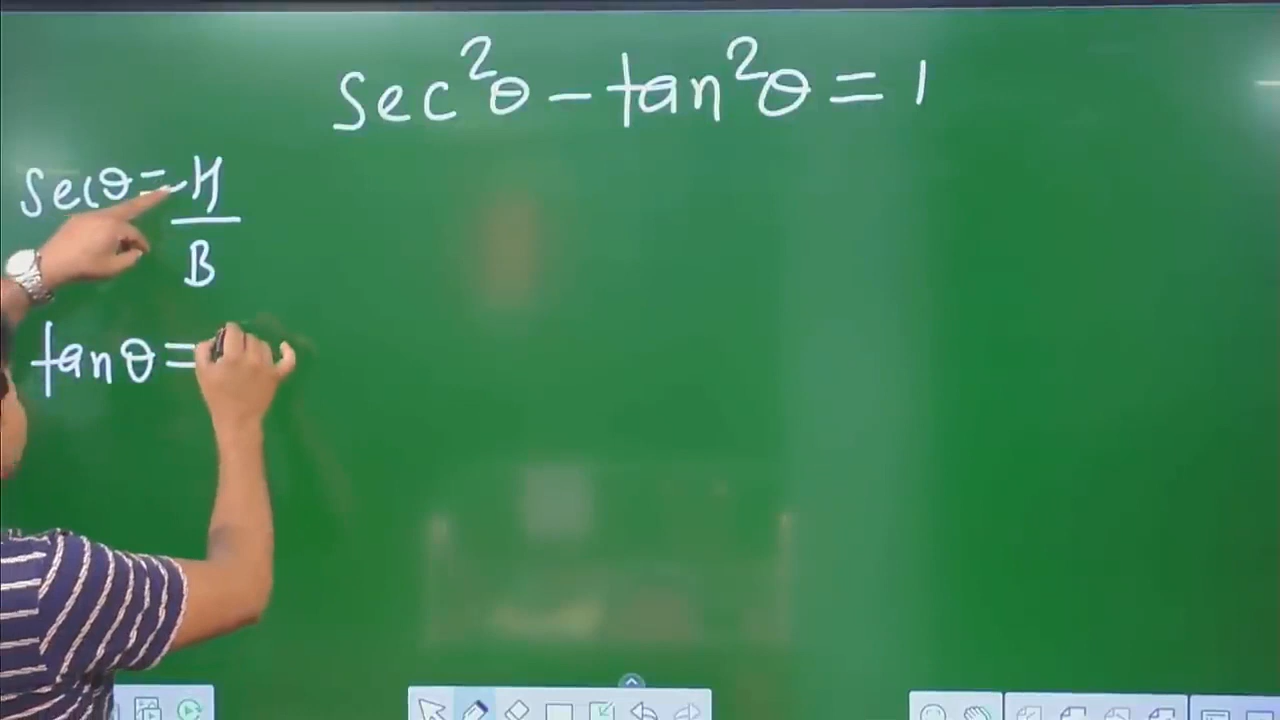 sec²θ − tan²θ = 1
secθ = H
B
tanθ =